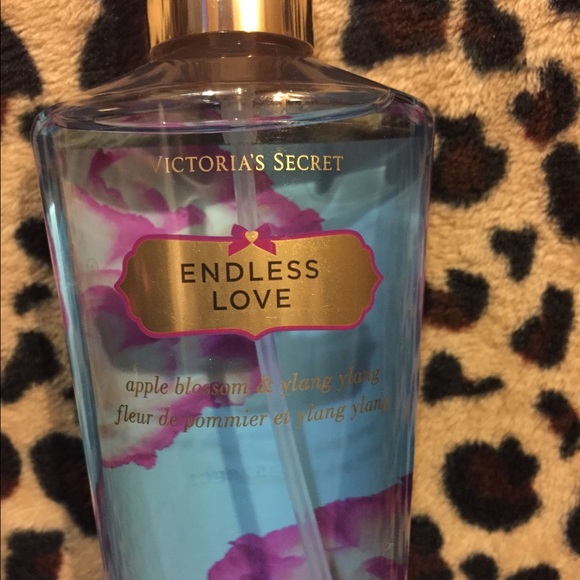 VICTORIA'S SECRET
ENDLESS
LOVE
apple blossom & ylang ylang
fleur de pommier et ylang ylang